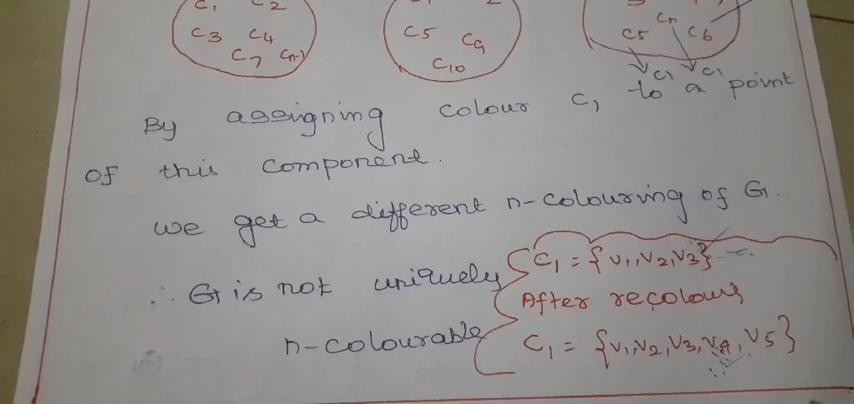 C1 C2
C3 C4
C7 Cn-1
C5 C9
C10
Cn
C5 C6
C1 C1
By assigning colour C1 to a point
of this component.
we get a different n-colouring of G.
∴ G is not uniquely
n-colourable
C1 = {v1, v2, v3}
After recolours
C1 = {v1, v2, v3, v4, v5}